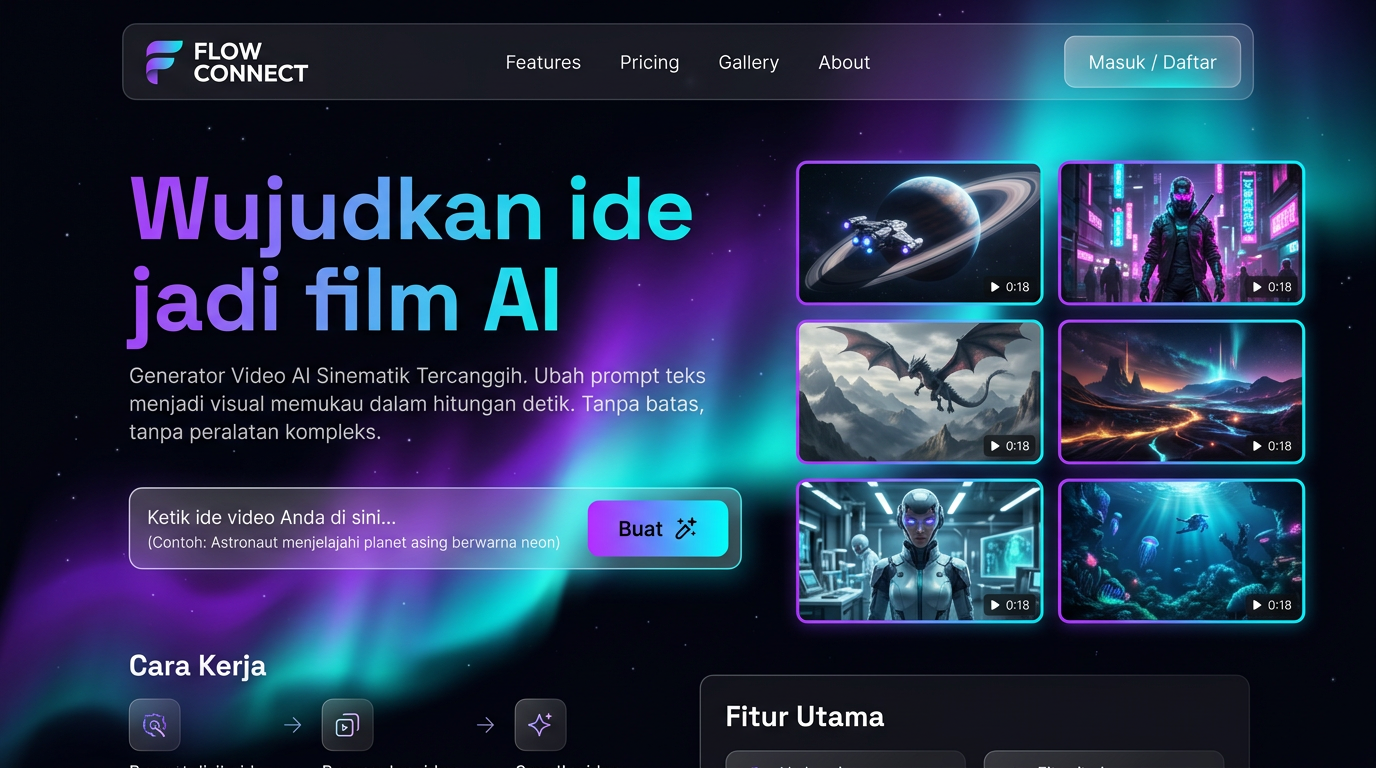 FLOW
CONNECT
Features
Pricing
Gallery
About
Masuk / Daftar
Wujudkan ide
jadi film AI
Generator Video AI Sinematik Tercanggih. Ubah prompt teks
menjadi visual memukau dalam hitungan detik. Tanpa batas,
tanpa peralatan kompleks.
Ketik ide video Anda di sini...
(Contoh: Astronaut menjelajahi planet asing berwarna neon)
Buat
0:18
0:18
0:18
0:18
0:18
0:18
Cara Kerja
Fitur Utama